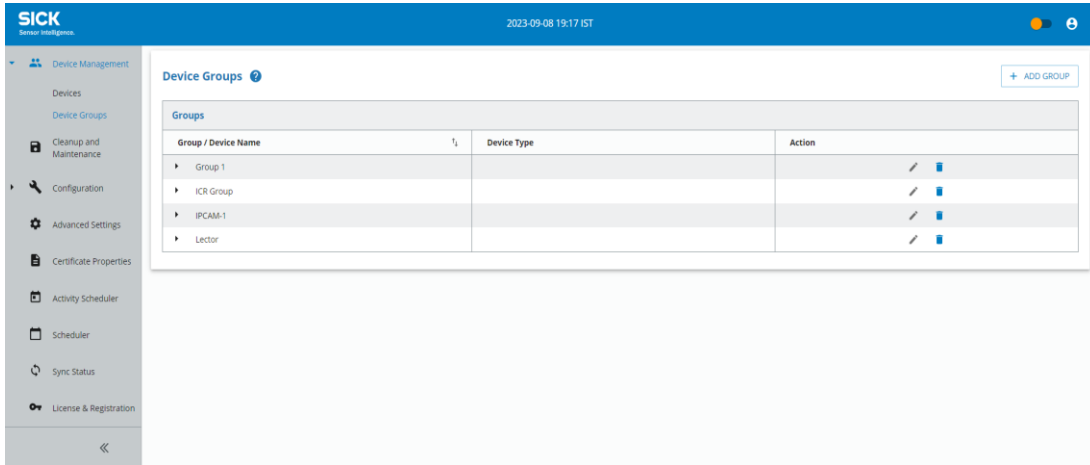 SICK
Sensor Intelligence.
2023-09-08 19:17 IST
Device Management
Devices
Device Groups
Cleanup and
Maintenance
Configuration
Advanced Settings
Certificate Properties
Activity Scheduler
Scheduler
Sync Status
License & Registration
Device Groups ?
+ ADD GROUP
Groups
Group / Device Name Device Type Action
Group 1
ICR Group
IPCAM-1
Lector